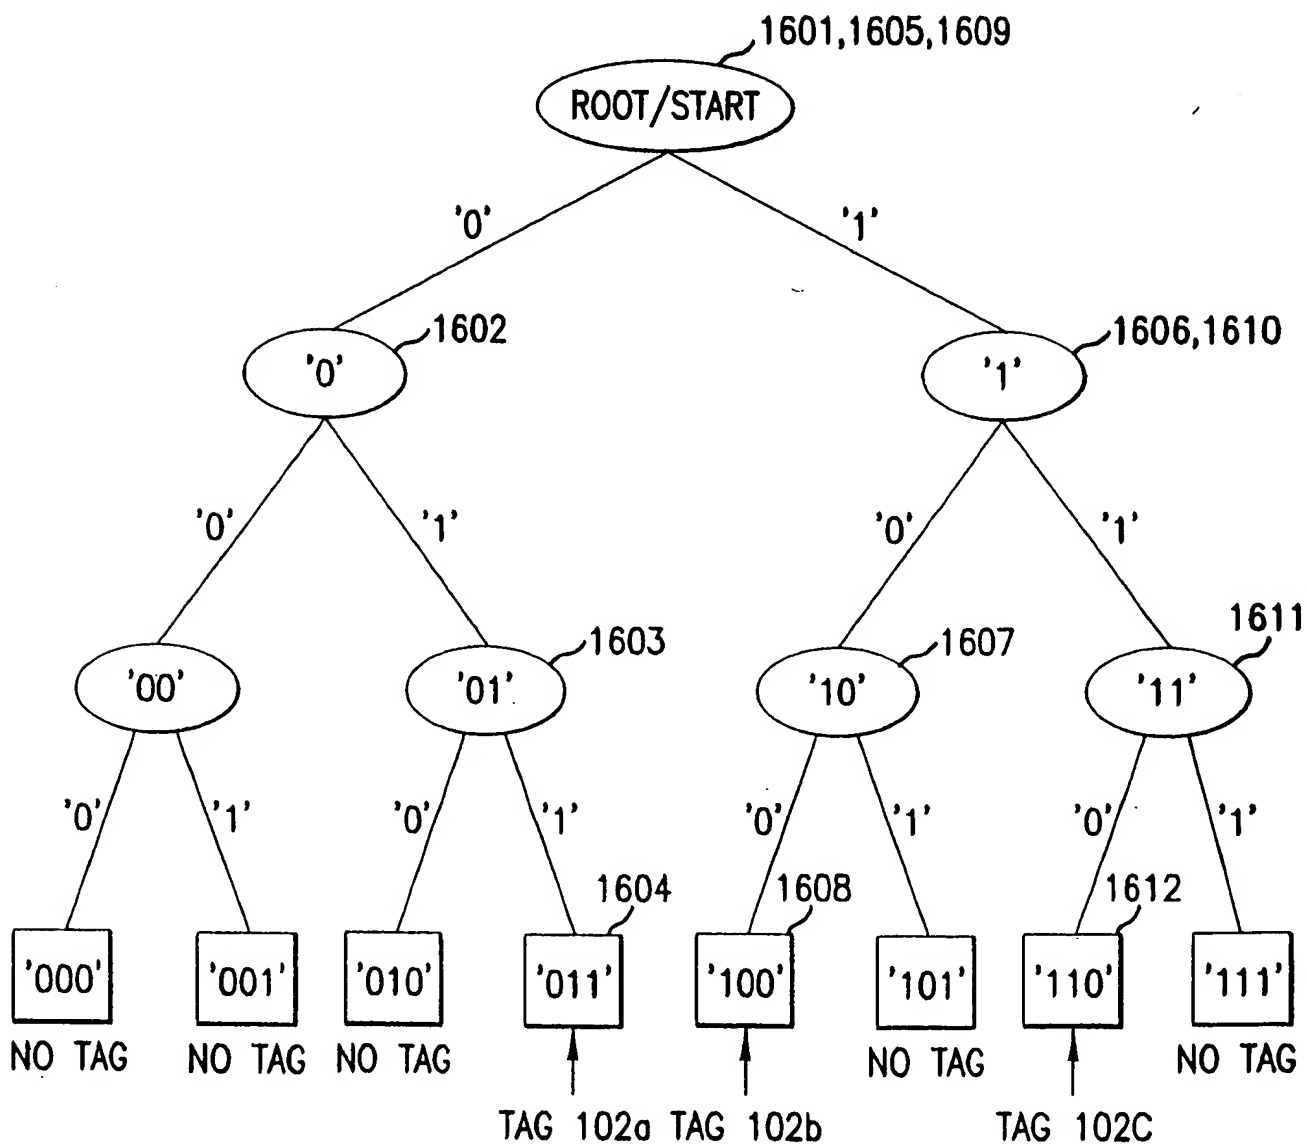 1601,1605,1609
ROOT/START
'0' '1'
1602
1606,1610
'0' '1'
'0' '1' '0' '1'
1603 1607 1611
'00' '01' '10' '11'
'0' '1' '0' '1' '0' '1' '0' '1'
1604 1608 1612
'000' '001' '010' '011' '100' '101' '110' '111'
NO TAG NO TAG NO TAG NO TAG NO TAG
TAG 102a TAG 102b TAG 102C